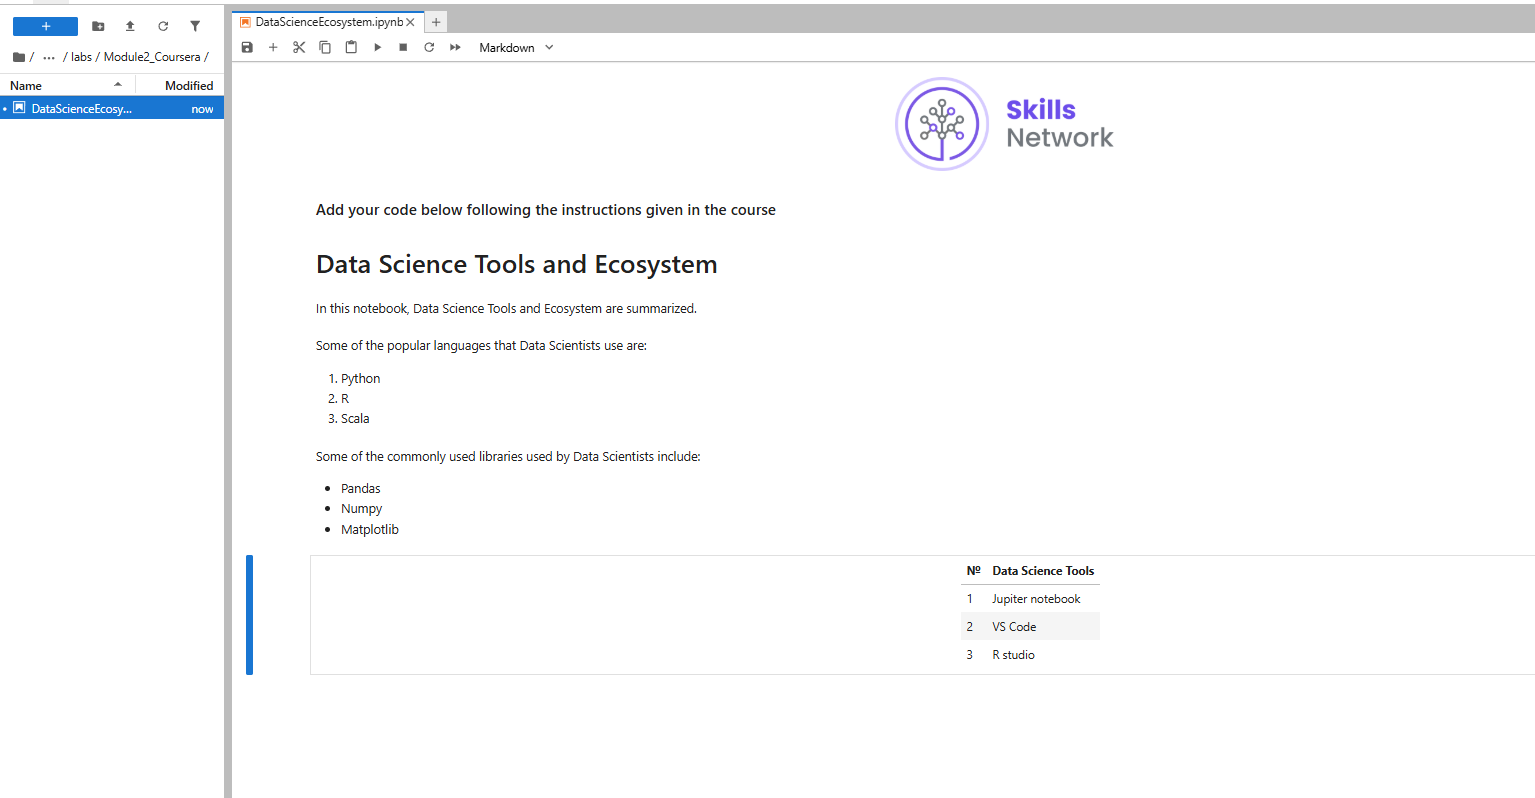 DataScienceEcosystem.ipynb
/ ... / labs / Module2_Coursera /
Markdown
Name Modified
DataScienceEcosy... now
Skills
Network
Add your code below following the instructions given in the course
Data Science Tools and Ecosystem
In this notebook, Data Science Tools and Ecosystem are summarized.
Some of the popular languages that Data Scientists use are:
1. Python
2. R
3. Scala
Some of the commonly used libraries used by Data Scientists include:
• Pandas
• Numpy
• Matplotlib
№ Data Science Tools
1 Jupiter notebook
2 VS Code
3 R studio